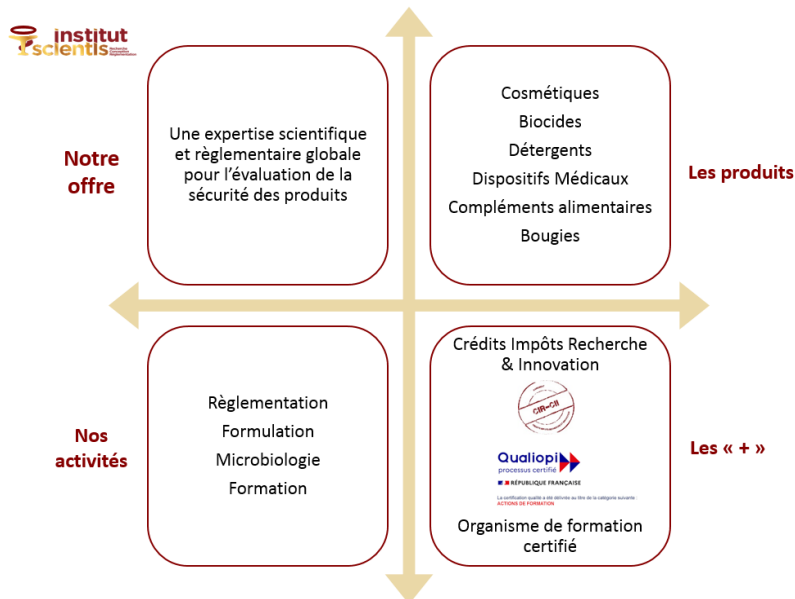 institut
scientis
Recherche
Conception
Réglementation
Notre
offre
Une expertise scientifique
et règlementaire globale
pour l'évaluation de la
sécurité des produits
Cosmétiques
Biocides
Détergents
Dispositifs Médicaux
Compléments alimentaires
Bougies
Les produits
Nos
activités
Règlementation
Formulation
Microbiologie
Formation
Crédits Impôts Recherche
& Innovation
CIR-CII
Qualiopi
processus certifié
RÉPUBLIQUE FRANÇAISE
La certification qualité a été délivrée au titre de la catégorie suivante :
ACTIONS DE FORMATION
Organisme de formation
certifié
Les « + »